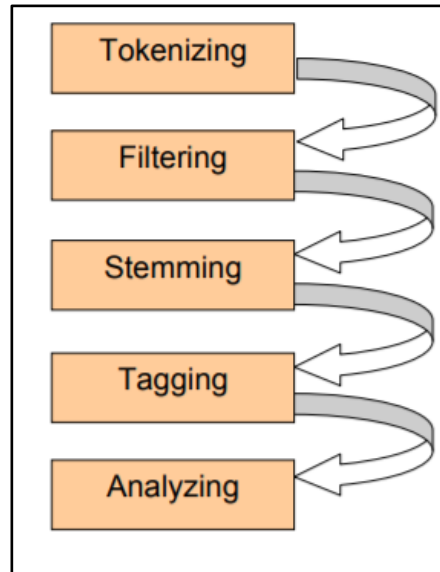 Tokenizing
Filtering
Stemming
Tagging
Analyzing